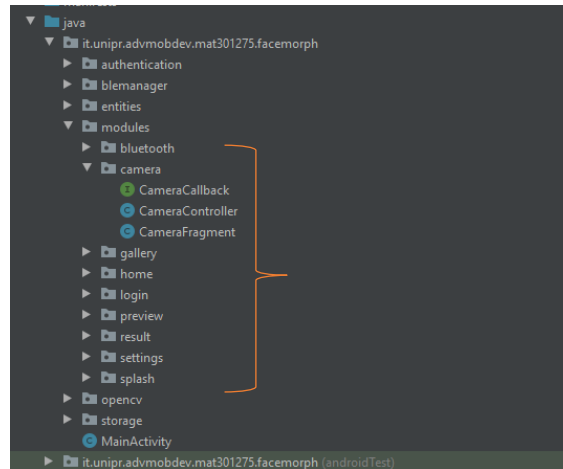 java
it.unipr.advmobdev.mat301275.facemorph
authentication
blemanager
entities
modules
bluetooth
camera
I CameraCallback
C CameraController
C CameraFragment
gallery
home
login
preview
result
settings
splash
opencv
storage
C MainActivity
it.unipr.advmobdev.mat301275.facemorph (androidTest)